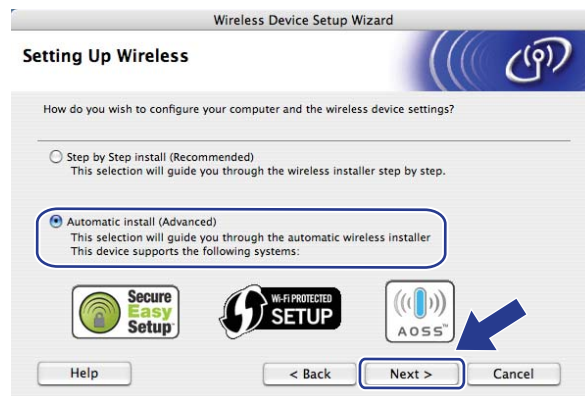 Wireless Device Setup Wizard
Setting Up Wireless
How do you wish to configure your computer and the wireless device settings?
Step by Step install (Recommended)
This selection will guide you through the wireless installer step by step.
Automatic install (Advanced)
This selection will guide you through the automatic wireless installer
This device supports the following systems:
Secure
Easy
Setup
Wi-Fi PROTECTED
SETUP
AOSS™
Help
< Back
Next >
Cancel